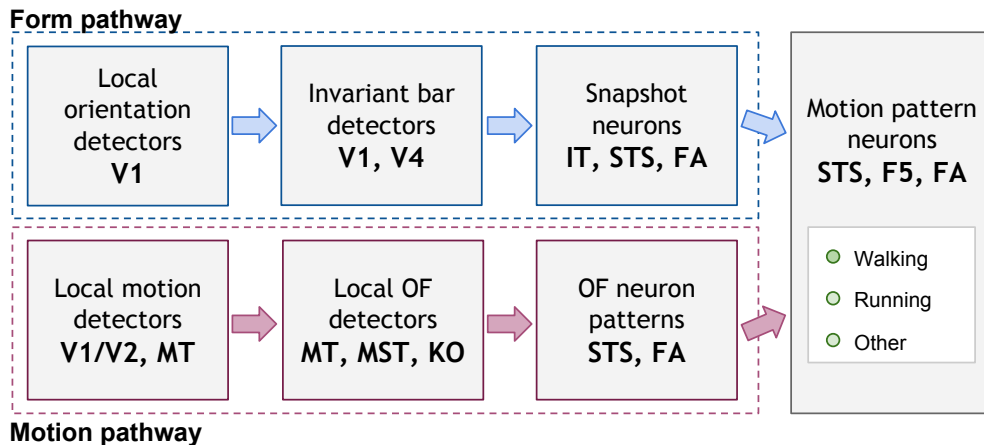 Form pathway
Local
orientation
detectors
V1
Invariant bar
detectors
V1, V4
Snapshot
neurons
IT, STS, FA
Motion pattern
neurons
STS, F5, FA
Walking
Running
Other
Local motion
detectors
V1/V2, MT
Local OF
detectors
MT, MST, KO
OF neuron
patterns
STS, FA
Motion pathway